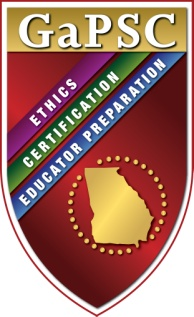 GaPSC
ETHICS
CERTIFICATION
EDUCATOR PREPARATION